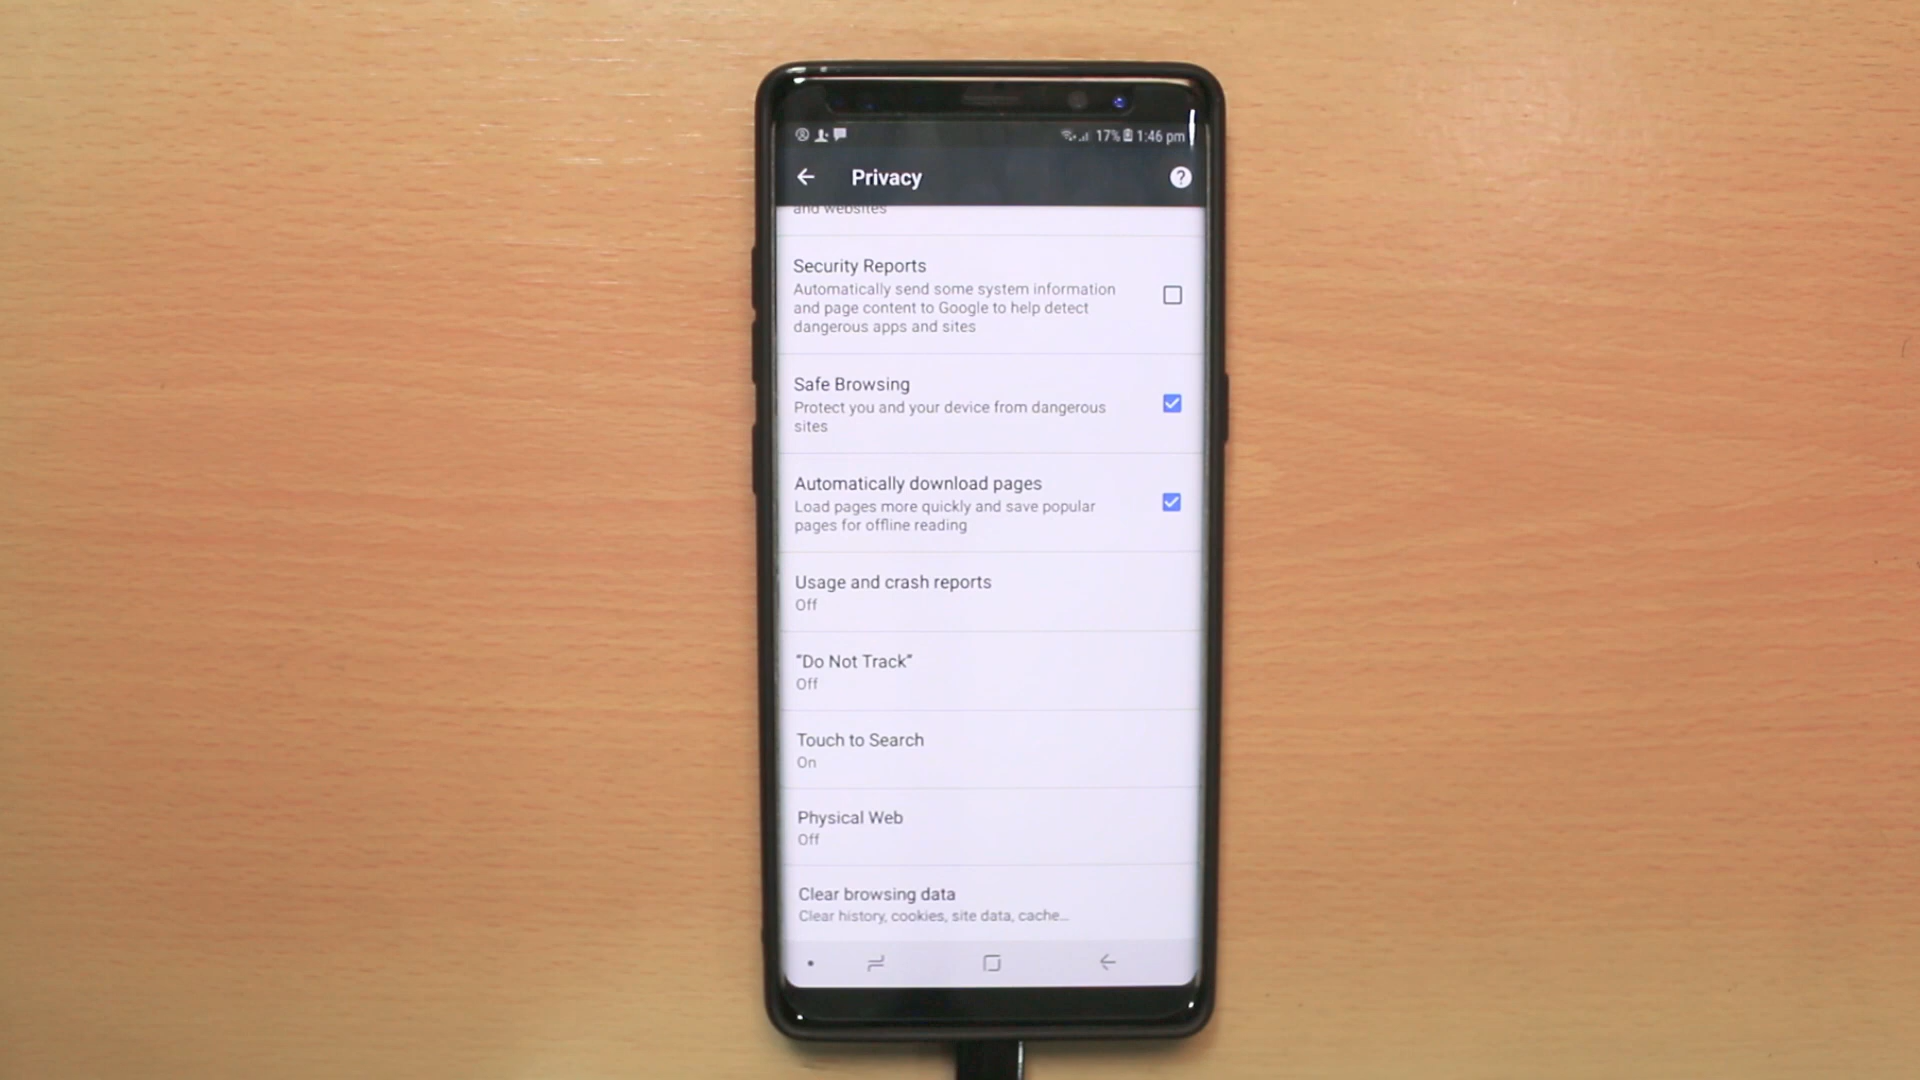 17% 1:46 pm
Privacy
and websites
Security Reports
Automatically send some system information
and page content to Google to help detect
dangerous apps and sites
Safe Browsing
Protect you and your device from dangerous
sites
Automatically download pages
Load pages more quickly and save popular
pages for offline reading
Usage and crash reports
Off
“Do Not Track”
Off
Touch to Search
On
Physical Web
Off
Clear browsing data
Clear history, cookies, site data, cache...